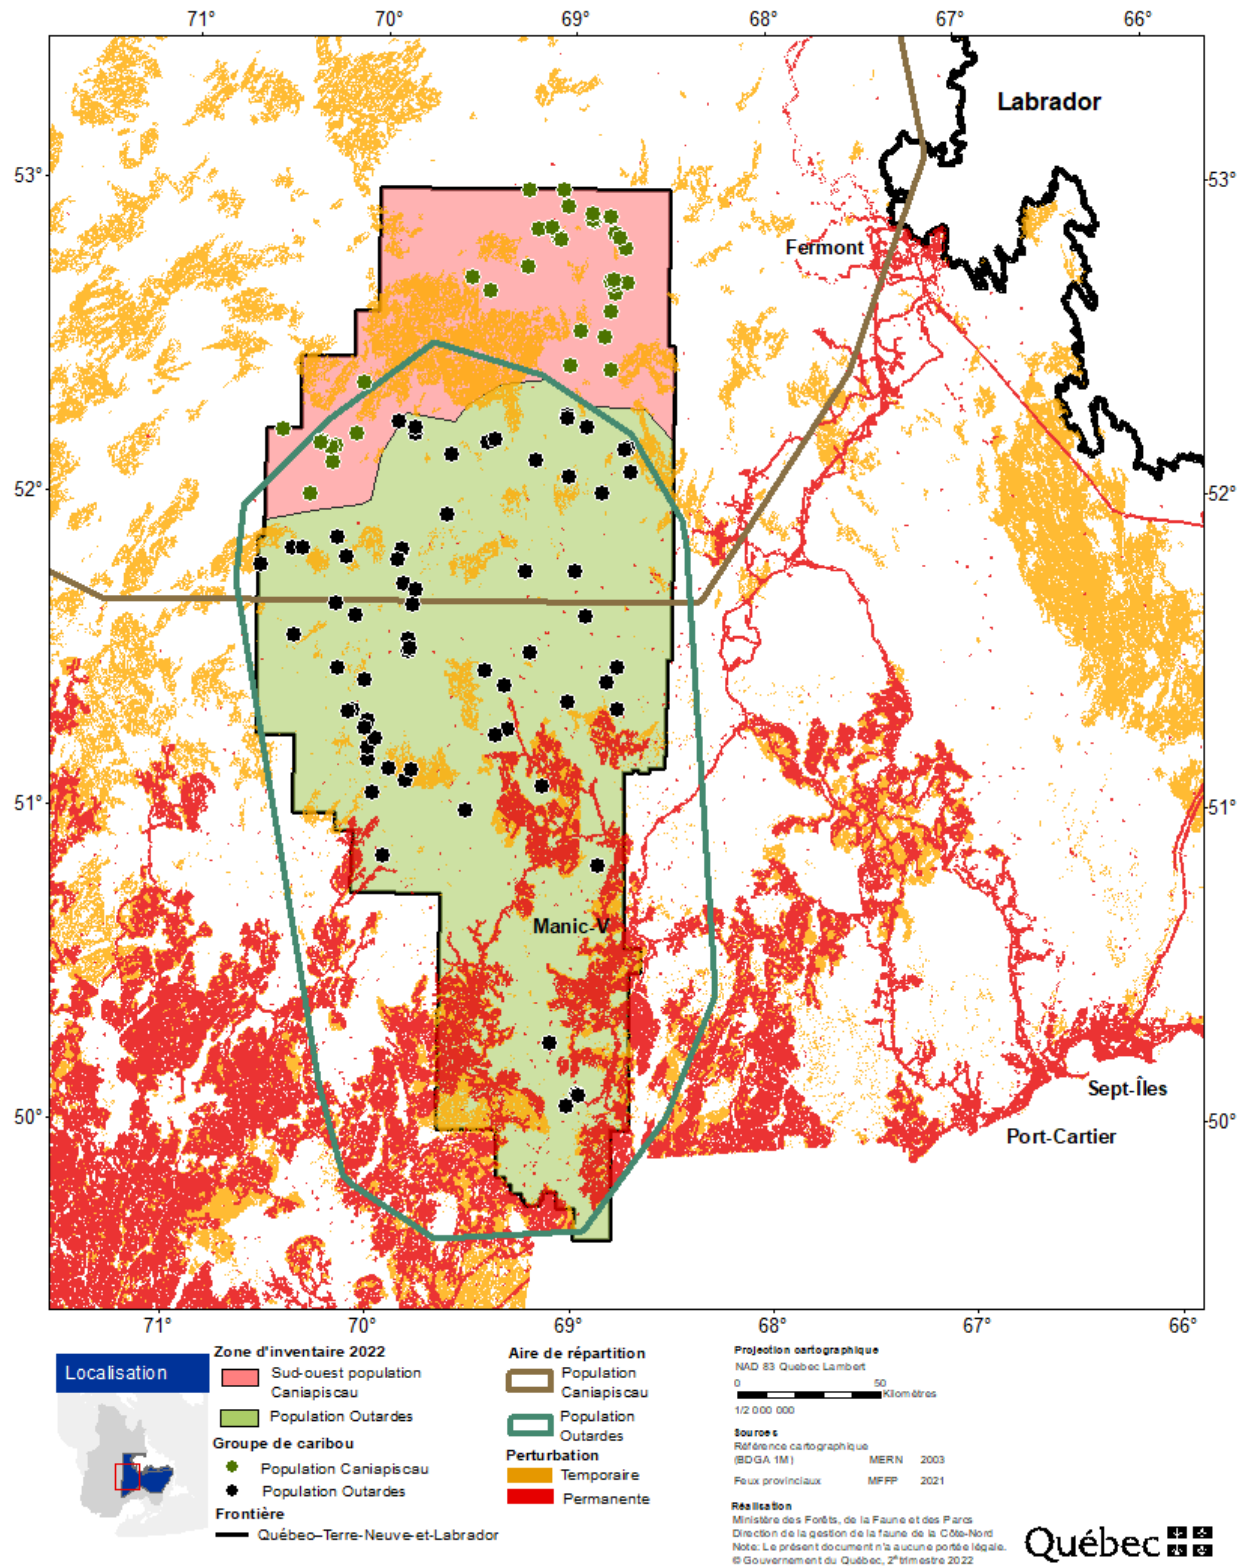 71° 70° 69° 68° 67° 66°
Labrador
53° 53°
Fermont
52° 52°
51° 51°
Manic-V
Sept-Îles
50° 50°
Port-Cartier
71° 70° 69° 68° 67° 66°
Localisation
Zone d'inventaire 2022
Sud-ouest population
Caniapiscau
Population Outardes
Groupe de caribou
Population Caniapiscau
Population Outardes
Frontière
Québec–Terre-Neuve-et-Labrador
Aire de répartition
Population
Caniapiscau
Population
Outardes
Perturbation
Temporaire
Permanente
Projection cartographique
NAD 83 Quebec Lambert
0 50
Kilomètres
1/2 000 000
Sources
Référence cartographique
(BDGA 1M) MERN 2003
Feux provinciaux MFFP 2021
Réalisation
Ministère des Forêts, de la Faune et des Parcs
Direction de la gestion de la faune de la Côte-Nord
Note: Le présent document n'a aucune portée légale.
© Gouvernement du Québec, 2e trimestre 2022
Québec